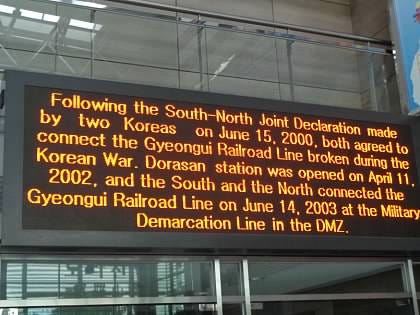 Following the South-North Joint Declaration made
by two Koreas on June 15, 2000, both agreed to
connect the Gyeongui Railroad Line broken during the
Korean War. Dorasan station was opened on April 11,
2002, and the South and the North connected the
Gyeongui Railroad Line on June 14, 2003 at the Military
Demarcation Line in the DMZ.